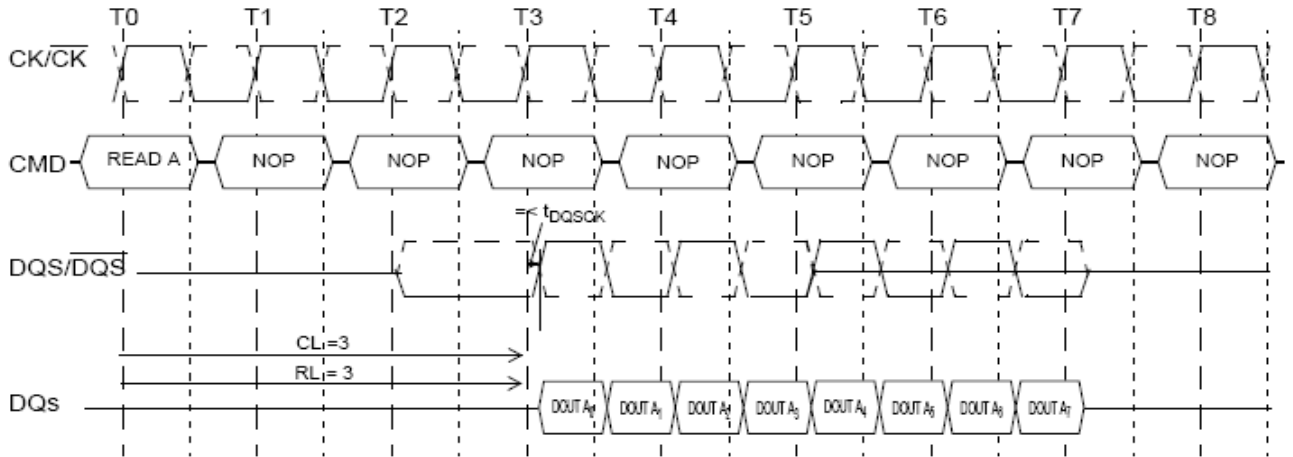 T0 T1 T2 T3 T4 T5 T6 T7 T8
CK/CK
CMD READ A NOP NOP NOP NOP NOP NOP NOP NOP
=< tDQSCK
DQS/DQS
CL =3
RL = 3
DQs DOUT A0 DOUT A1 DOUT A2 DOUT A3 DOUT A4 DOUT A5 DOUT A6 DOUT A7